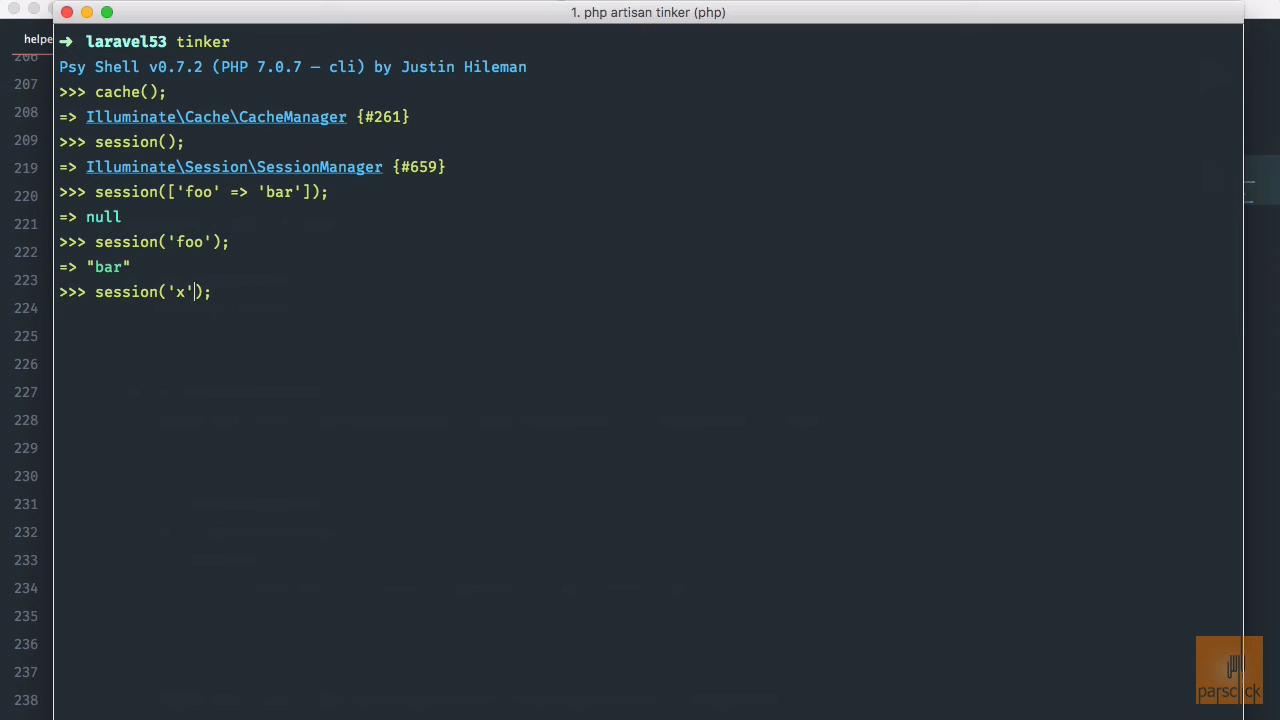 1. php artisan tinker (php)
helpe
➜ laravel53 tinker
Psy Shell v0.7.2 (PHP 7.0.7 — cli) by Justin Hileman
>>> cache();
=> Illuminate\Cache\CacheManager {#261}
>>> session();
=> Illuminate\Session\SessionManager {#659}
>>> session(['foo' => 'bar']);
=> null
>>> session('foo');
=> "bar"
>>> session('x');
206
207
208
209
219
220
221
222
223
224
225
226
227
228
229
230
231
232
233
234
235
236
237
238
parsclick